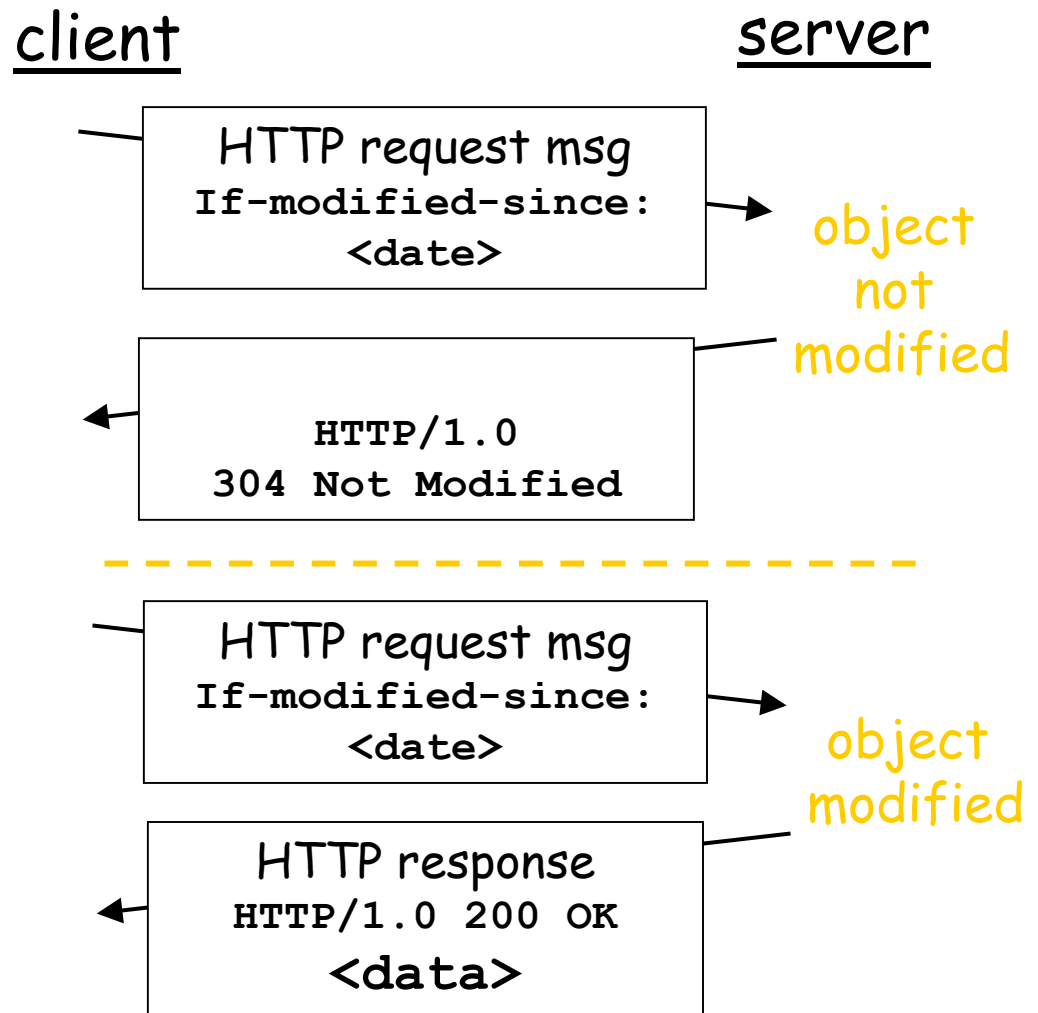 client
server
HTTP request msg
If-modified-since:
<date>
object
not
modified
HTTP/1.0
304 Not Modified
HTTP request msg
If-modified-since:
<date>
object
modified
HTTP response
HTTP/1.0 200 OK
<data>